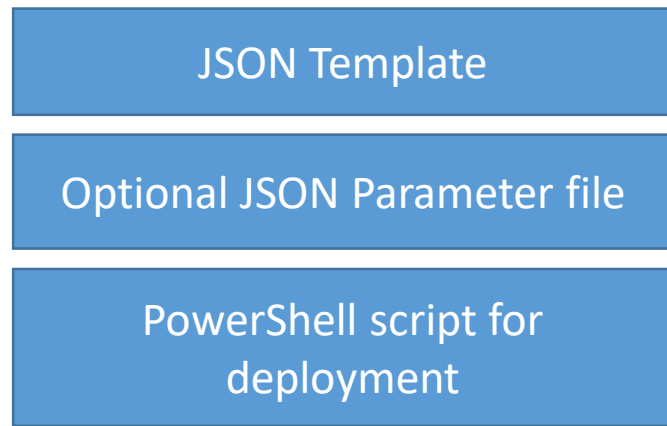 JSON Template
Optional JSON Parameter file
PowerShell script for
deployment